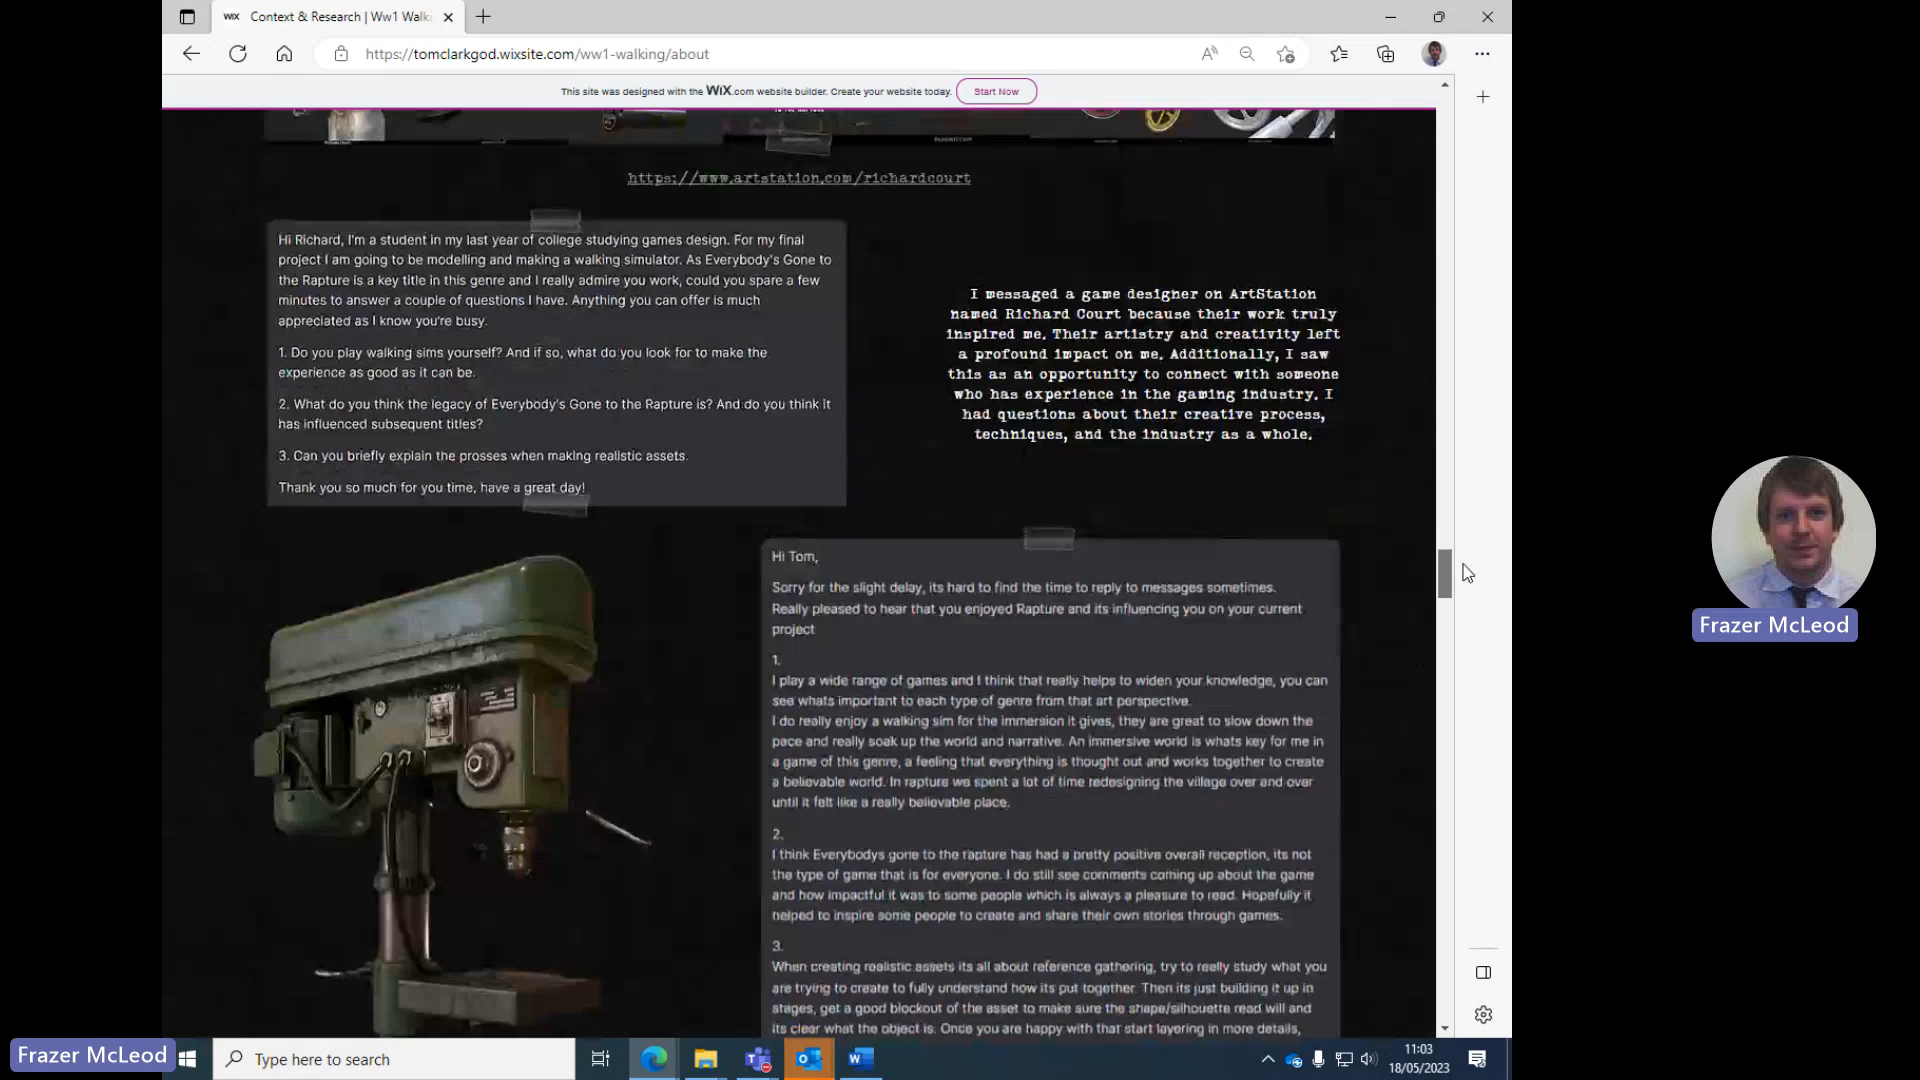 WiX Context & Research | Ww1 Walki
https://tomclarkgod.wixsite.com/ww1-walking/about
This site was designed with the WiX.com website builder. Create your website today. Start Now
https://www.artstation.com/richardcourt
Hi Richard, I'm a student in my last year of college studying games design. For my final
project I am going to be modelling and making a walking simulator. As Everybody's Gone to
the Rapture is a key title in this genre and I really admire you work, could you spare a few
minutes to answer a couple of questions I have. Anything you can offer is much
appreciated as I know you're busy.
1. Do you play walking sims yourself? And if so, what do you look for to make the
experience as good as it can be.
2. What do you think the legacy of Everybody's Gone to the Rapture is? And do you think it
has influenced subsequent titles?
3. Can you briefly explain the prosses when making realistic assets.
Thank you so much for you time, have a great day!
I messaged a game designer on ArtStation
named Richard Court because their work truly
inspired me. Their artistry and creativity left
a profound impact on me. Additionally, I saw
this as an opportunity to connect with someone
who has experience in the gaming industry. I
had questions about their creative process,
techniques, and the industry as a whole.
Hi Tom,
Sorry for the slight delay, its hard to find the time to reply to messages sometimes.
Really pleased to hear that you enjoyed Rapture and its influencing you on your current
project
1.
I play a wide range of games and I think that really helps to widen your knowledge, you can
see whats important to each type of genre from that art perspective.
I do really enjoy a walking sim for the immersion it gives, they are great to slow down the
pace and really soak up the world and narrative. An immersive world is whats key for me in
a game of this genre, a feeling that everything is thought out and works together to create
a believable world. In rapture we spent a lot of time redesigning the village over and over
until it felt like a really believable place.
2.
I think Everybodys gone to the rapture has had a pretty positive overall reception, its not
the type of game that is for everyone. I do still see comments coming up about the game
and how impactful it was to some people which is always a pleasure to read. Hopefully it
helped to inspire some people to create and share their own stories through games.
3.
When creating realistic assets its all about reference gathering, try to really study what you
are trying to create to fully understand how its put together. Then its just building it up in
stages, get a good blockout of the asset to make sure the shape/silhouette read will and
its clear what the object is. Once you are happy with that start layering in more details,
Frazer McLeod
Frazer McLeod
Type here to search
11:03
18/05/2023